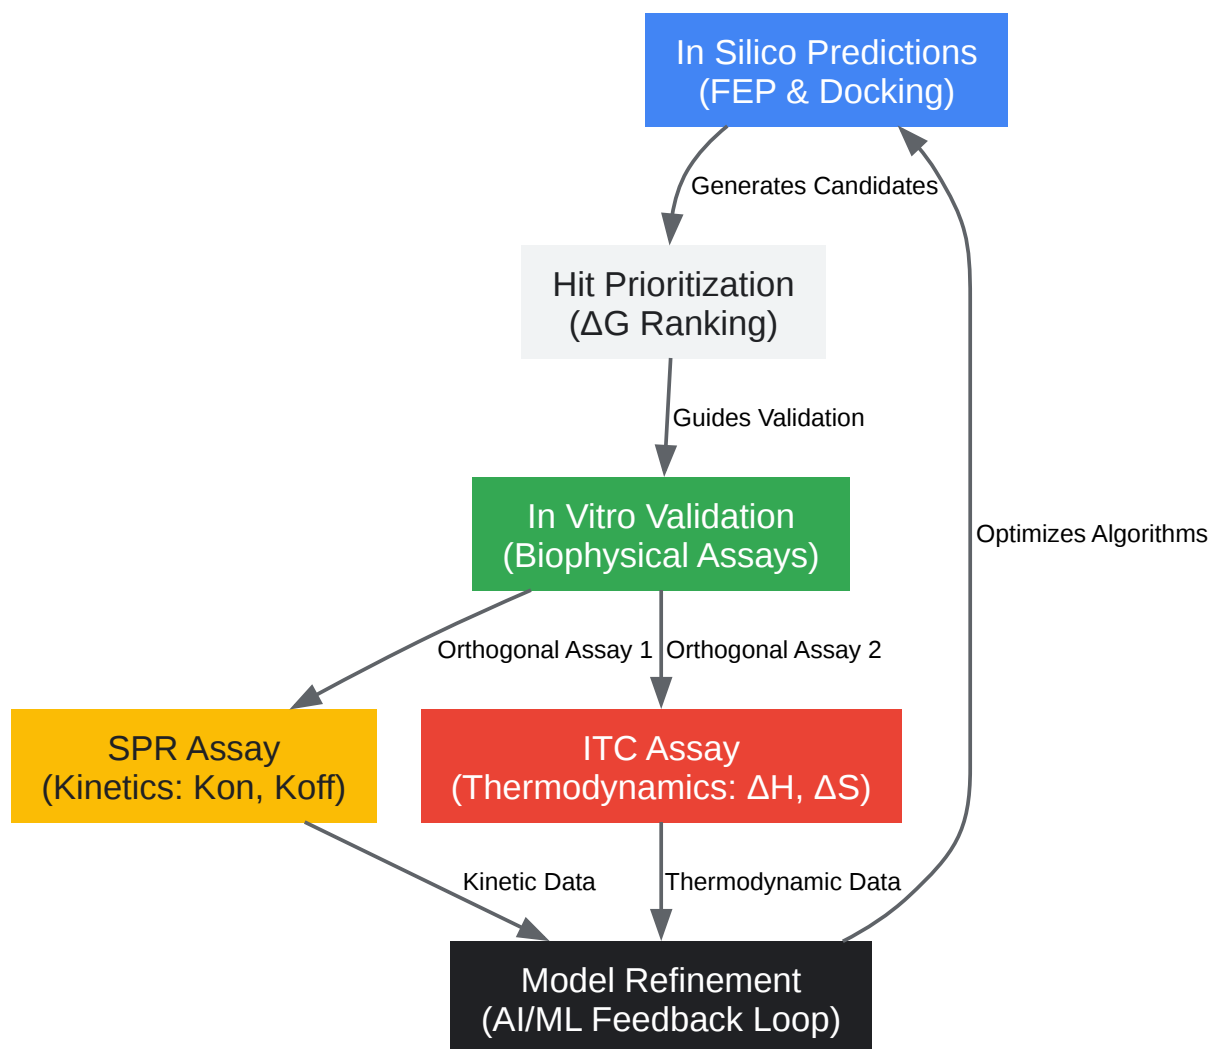 In Silico Predictions
(FEP & Docking)
Generates Candidates
Hit Prioritization
(ΔG Ranking)
Guides Validation
In Vitro Validation
(Biophysical Assays)
Optimizes Algorithms
Orthogonal Assay 1
Orthogonal Assay 2
SPR Assay
(Kinetics: Kon, Koff)
ITC Assay
(Thermodynamics: ΔH, ΔS)
Kinetic Data
Thermodynamic Data
Model Refinement
(AI/ML Feedback Loop)